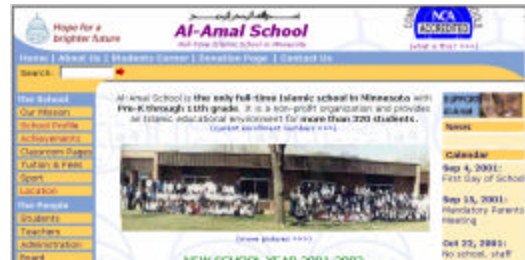 Hope for a
brighter future
Al-Amal School
Full-Time Islamic School in Minnesota
NCA
ACCREDITED
(what is this? >>>)
Home | About Us | Students Corner | Donation Page | Contact Us
Search:
The School
Our Mission
School Profile
Achievements
Classroom Pages
Tuition & Fees
Sport
Location
The People
Students
Teachers
Administration
Board
Al-Amal School is the only full-time Islamic school in Minnesota with
Pre-K through 11th grade. It is a non-profit organization and provides
an Islamic educational environment for more than 320 students.
(current enrollment numbers >>>)
(more pictures >>>)
NEW SCHOOL YEAR 2001-2002
SUPPORT
News
Calendar
Sep 4, 2001:
First Day of School
Sep 15, 2001:
Mandatory Parents
Meeting
Oct 22, 2001:
No school, staff